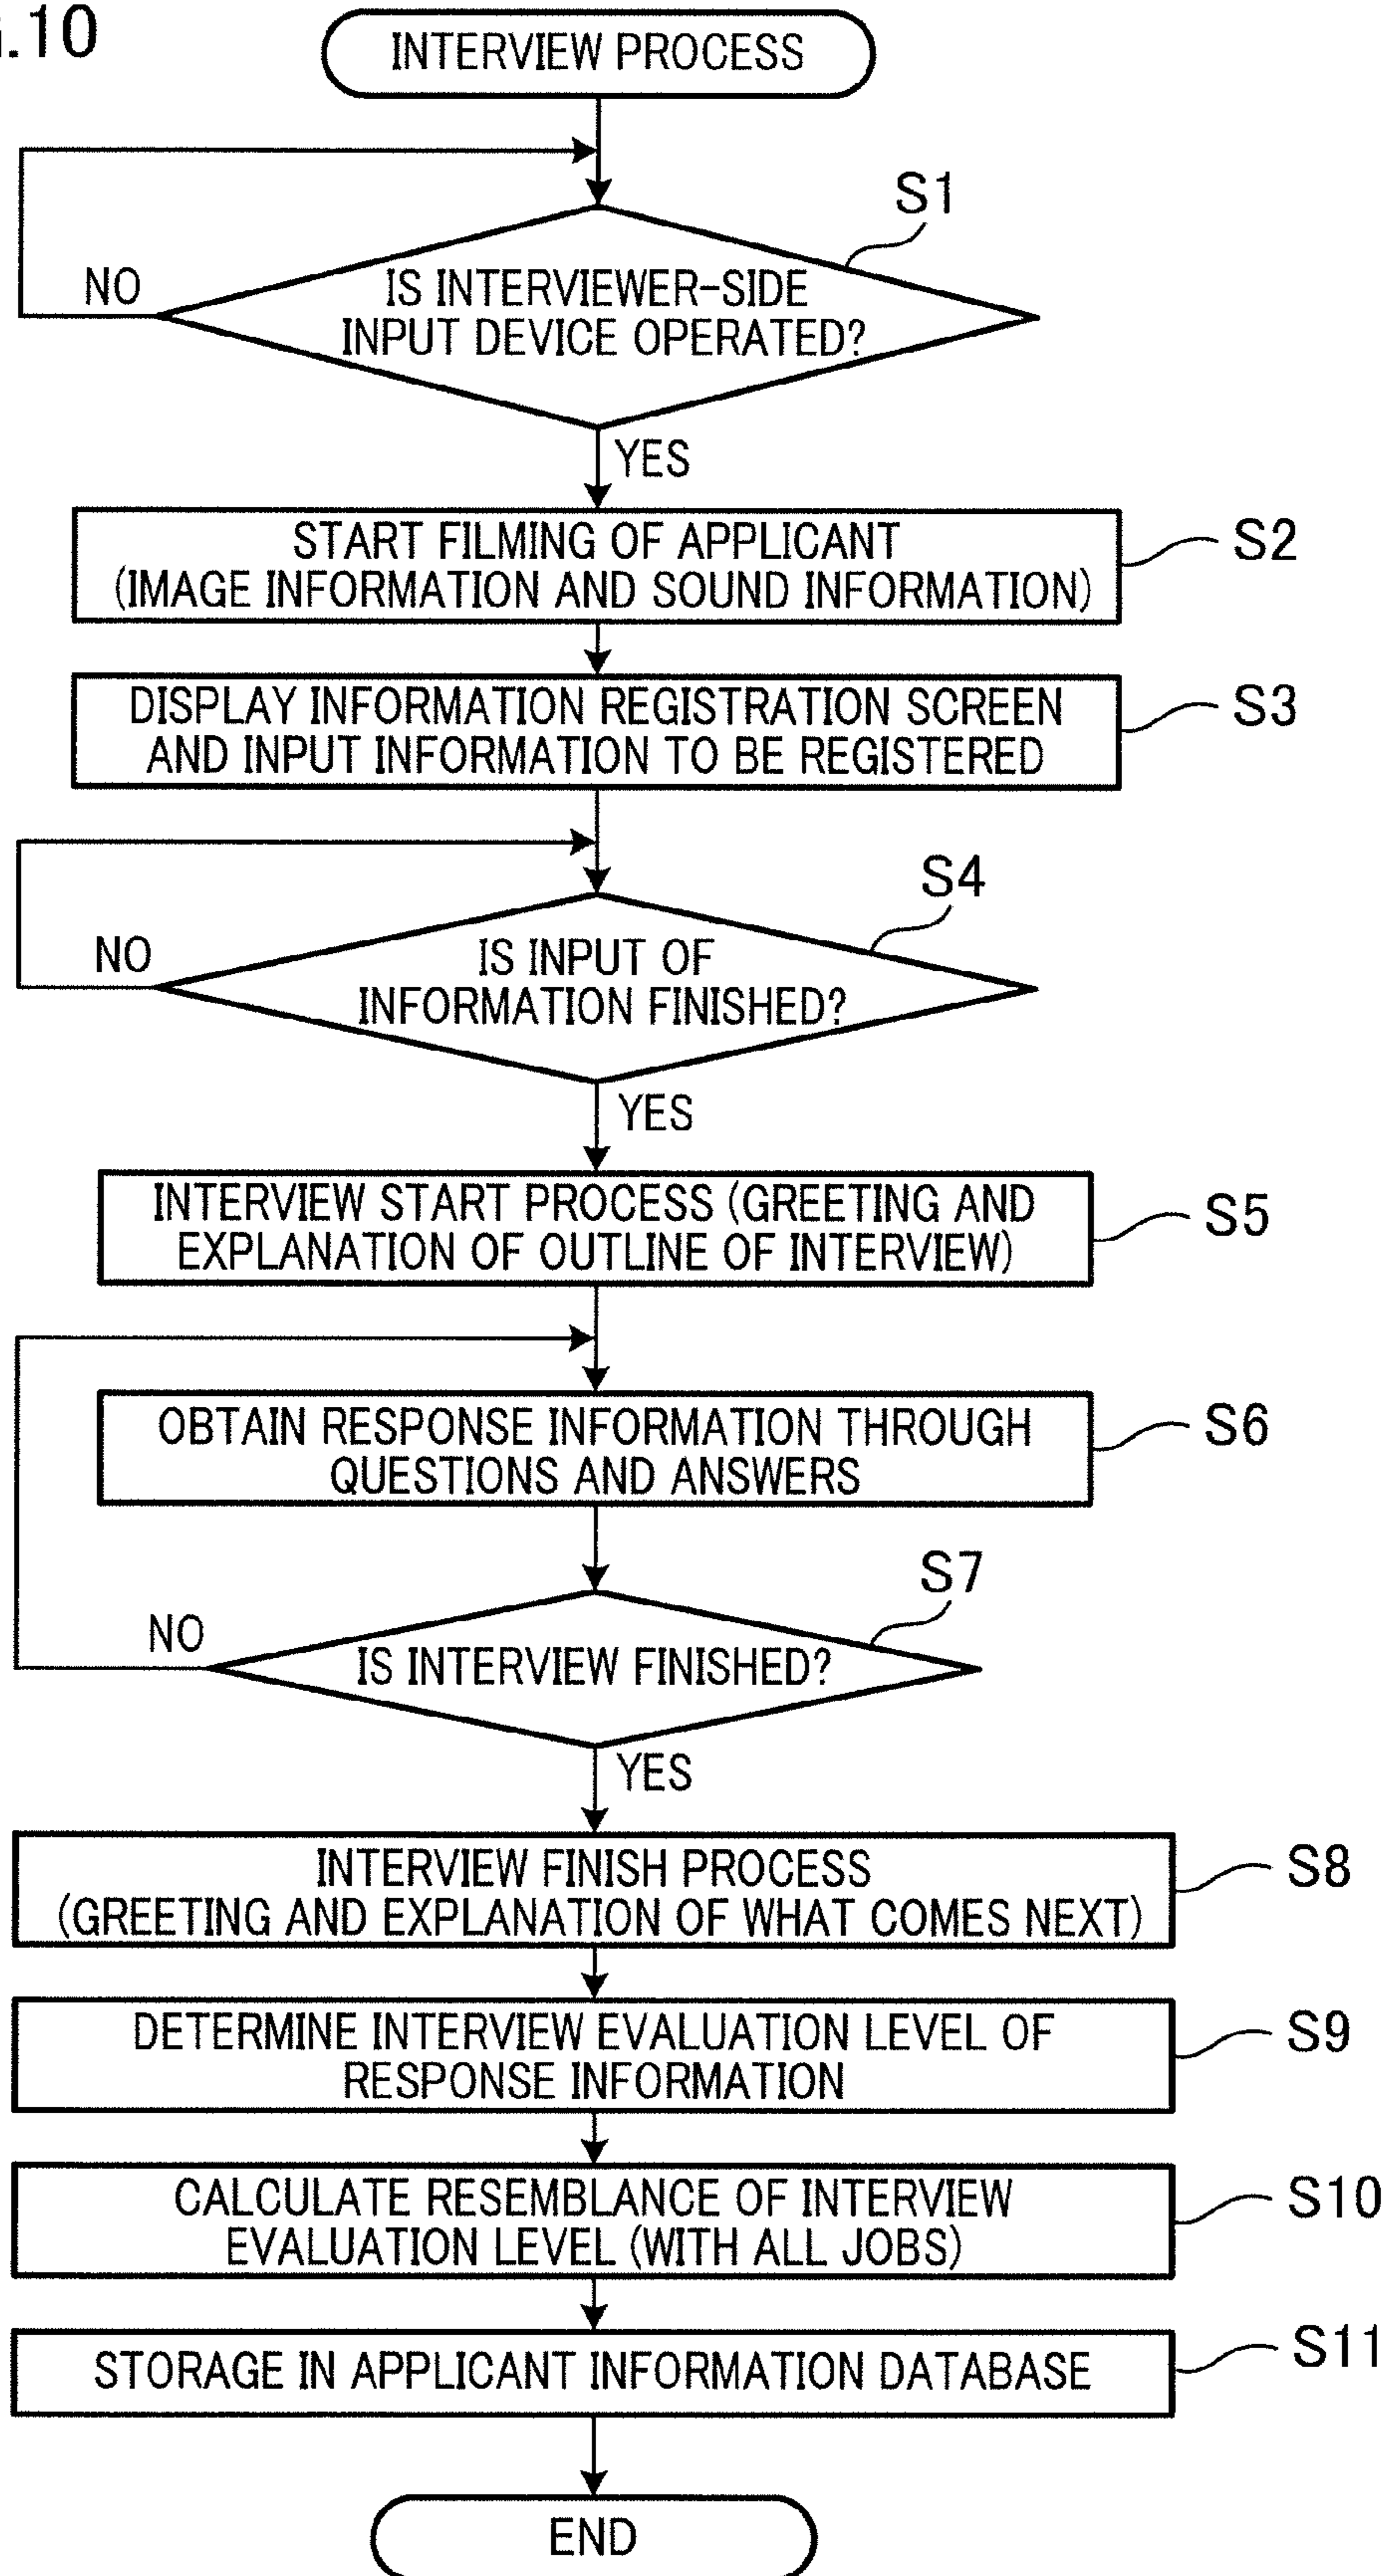 .10
INTERVIEW PROCESS
S1
NO
IS INTERVIEWER-SIDE
INPUT DEVICE OPERATED?
YES
START FILMING OF APPLICANT
(IMAGE INFORMATION AND SOUND INFORMATION)
S2
DISPLAY INFORMATION REGISTRATION SCREEN
AND INPUT INFORMATION TO BE REGISTERED
S3
S4
NO
IS INPUT OF
INFORMATION FINISHED?
YES
INTERVIEW START PROCESS (GREETING AND
EXPLANATION OF OUTLINE OF INTERVIEW)
S5
OBTAIN RESPONSE INFORMATION THROUGH
QUESTIONS AND ANSWERS
S6
S7
NO
IS INTERVIEW FINISHED?
YES
INTERVIEW FINISH PROCESS
(GREETING AND EXPLANATION OF WHAT COMES NEXT)
S8
DETERMINE INTERVIEW EVALUATION LEVEL OF
RESPONSE INFORMATION
S9
CALCULATE RESEMBLANCE OF INTERVIEW
EVALUATION LEVEL (WITH ALL JOBS)
S10
STORAGE IN APPLICANT INFORMATION DATABASE
S11
END